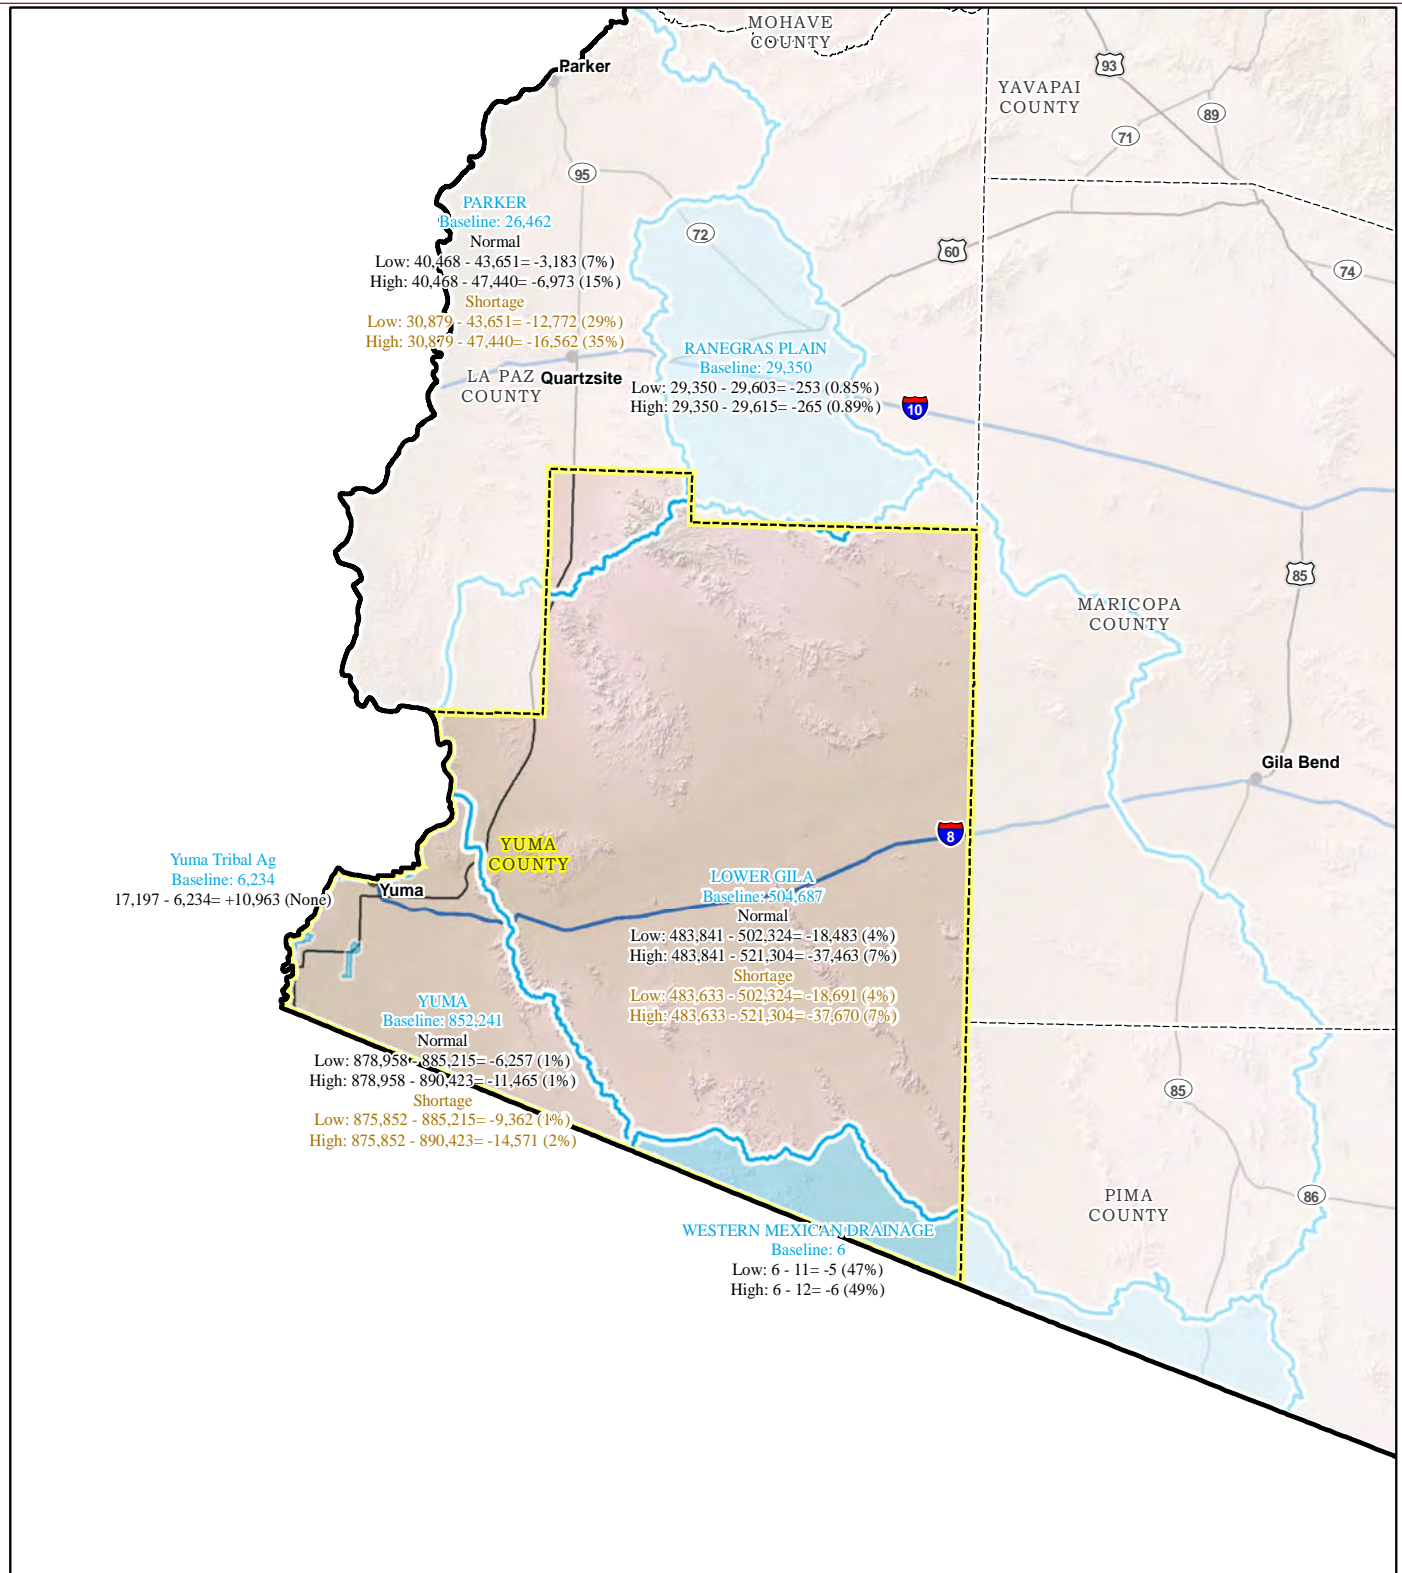 MOHAVE
COUNTY
Parker
93
YAVAPAI
COUNTY
89
71
95
PARKER
Baseline: 26,462
Normal
Low: 40,468 - 43,651= -3,183 (7%)
High: 40,468 - 47,440= -6,973 (15%)
Shortage
Low: 30,879 - 43,651= -12,772 (29%)
High: 30,879 - 47,440= -16,562 (35%)
72
60
74
RANEGRAS PLAIN
Baseline: 29,350
Low: 29,350 - 29,603= -253 (0.85%)
High: 29,350 - 29,615= -265 (0.89%)
LA PAZ
COUNTY
Quartzsite
10
85
MARICOPA
COUNTY
Gila Bend
8
YUMA
COUNTY
Yuma Tribal Ag
Baseline: 6,234
17,197 - 6,234= +10,963 (None)
Yuma
LOWER GILA
Baseline: 504,687
Normal
Low: 483,841 - 502,324= -18,483 (4%)
High: 483,841 - 521,304= -37,463 (7%)
Shortage
Low: 483,633 - 502,324= -18,691 (4%)
High: 483,633 - 521,304= -37,670 (7%)
YUMA
Baseline: 852,241
Normal
Low: 878,958 - 885,215= -6,257 (1%)
High: 878,958 - 890,423= -11,465 (1%)
Shortage
Low: 875,852 - 885,215= -9,362 (1%)
High: 875,852 - 890,423= -14,571 (2%)
85
PIMA
COUNTY
86
WESTERN MEXICAN DRAINAGE
Baseline: 6
Low: 6 - 11= -5 (47%)
High: 6 - 12= -6 (49%)